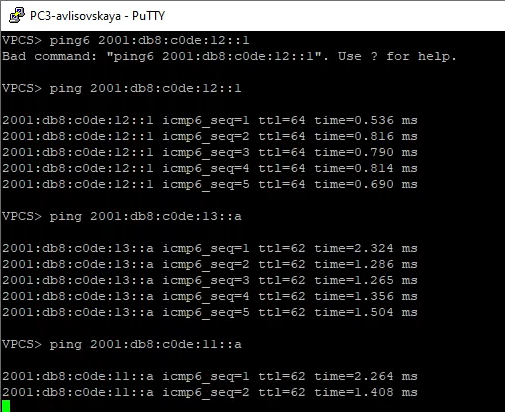 PC3-avlisovskaya - PuTTY
VPCS> ping6 2001:db8:c0de:12::1
Bad command: "ping6 2001:db8:c0de:12::1". Use ? for help.
VPCS> ping 2001:db8:c0de:12::1
2001:db8:c0de:12::1 icmp6_seq=1 ttl=64 time=0.536 ms
2001:db8:c0de:12::1 icmp6_seq=2 ttl=64 time=0.816 ms
2001:db8:c0de:12::1 icmp6_seq=3 ttl=64 time=0.790 ms
2001:db8:c0de:12::1 icmp6_seq=4 ttl=64 time=0.814 ms
2001:db8:c0de:12::1 icmp6_seq=5 ttl=64 time=0.690 ms
VPCS> ping 2001:db8:c0de:13::a
2001:db8:c0de:13::a icmp6_seq=1 ttl=62 time=2.324 ms
2001:db8:c0de:13::a icmp6_seq=2 ttl=62 time=1.286 ms
2001:db8:c0de:13::a icmp6_seq=3 ttl=62 time=1.265 ms
2001:db8:c0de:13::a icmp6_seq=4 ttl=62 time=1.356 ms
2001:db8:c0de:13::a icmp6_seq=5 ttl=62 time=1.504 ms
VPCS> ping 2001:db8:c0de:11::a
2001:db8:c0de:11::a icmp6_seq=1 ttl=62 time=2.264 ms
2001:db8:c0de:11::a icmp6_seq=2 ttl=62 time=1.408 ms